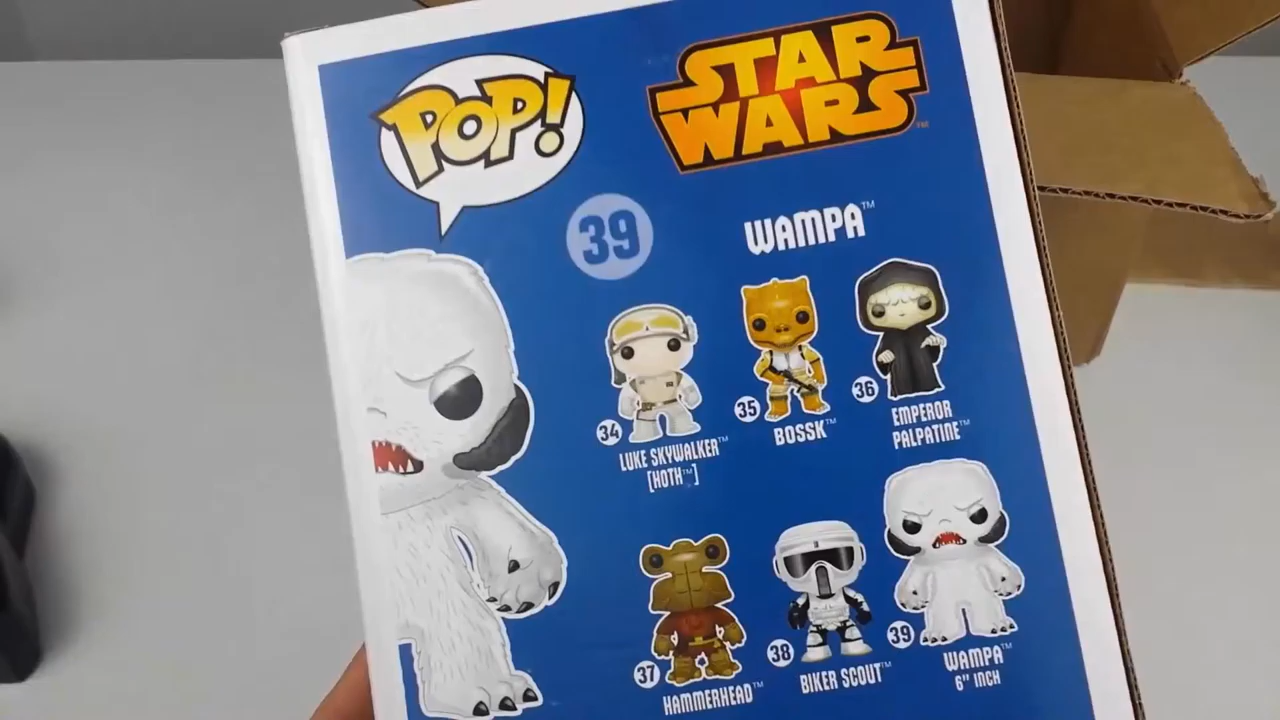 POP!
STAR
WARS™
39
WAMPA™
34
LUKE SKYWALKER™
[HOTH™]
35
BOSSK™
36
EMPEROR
PALPATINE™
37
HAMMERHEAD™
38
BIKER SCOUT™
39
WAMPA™
6" INCH